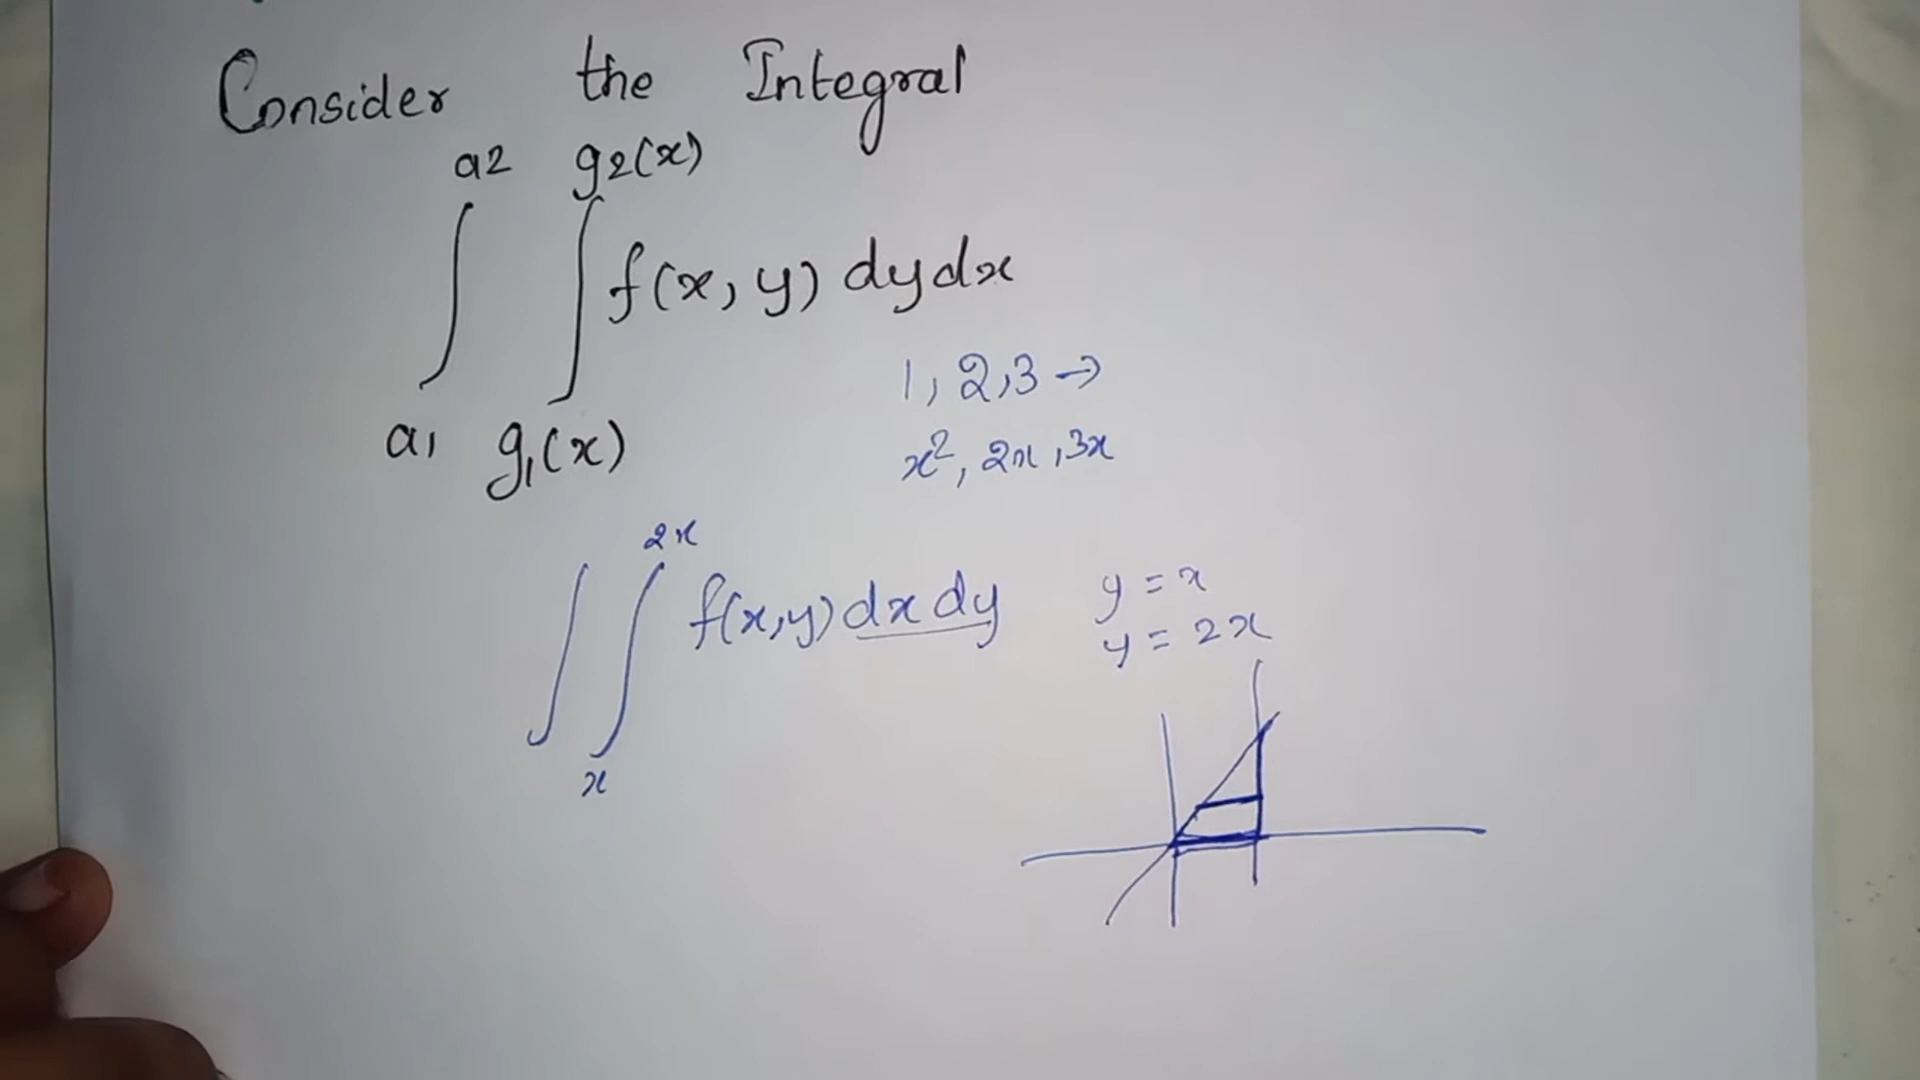 Consider the Integral
a2 g2(x)
∫ ∫ f(x, y) dy dx
a1 g1(x)
1, 2, 3 →
x², 2x, 3x
2x
∫ ∫ f(x,y) dx dy
x
y = x
y = 2x